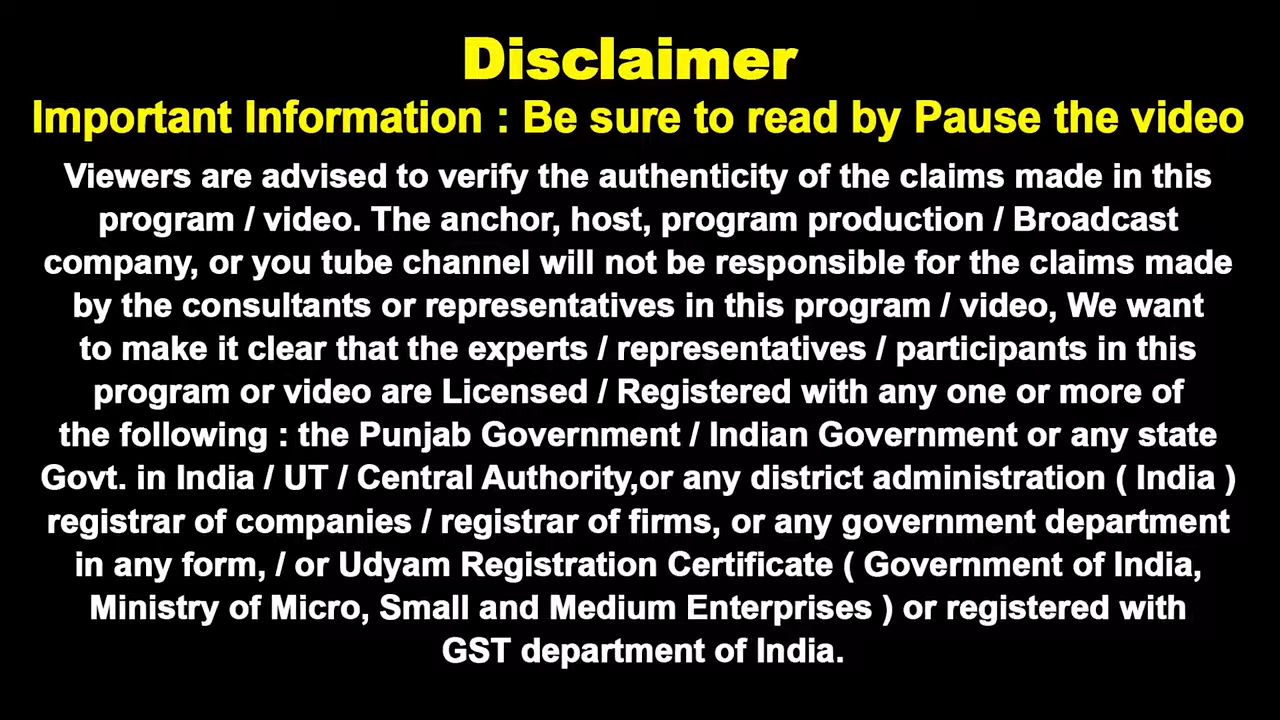 Disclaimer
Important Information : Be sure to read by Pause the video
Viewers are advised to verify the authenticity of the claims made in this
program / video. The anchor, host, program production / Broadcast
company, or you tube channel will not be responsible for the claims made
by the consultants or representatives in this program / video, We want
to make it clear that the experts / representatives / participants in this
program or video are Licensed / Registered with any one or more of
the following : the Punjab Government / Indian Government or any state
Govt. in India / UT / Central Authority,or any district administration ( India )
registrar of companies / registrar of firms, or any government department
in any form, / or Udyam Registration Certificate ( Government of India,
Ministry of Micro, Small and Medium Enterprises ) or registered with
GST department of India.